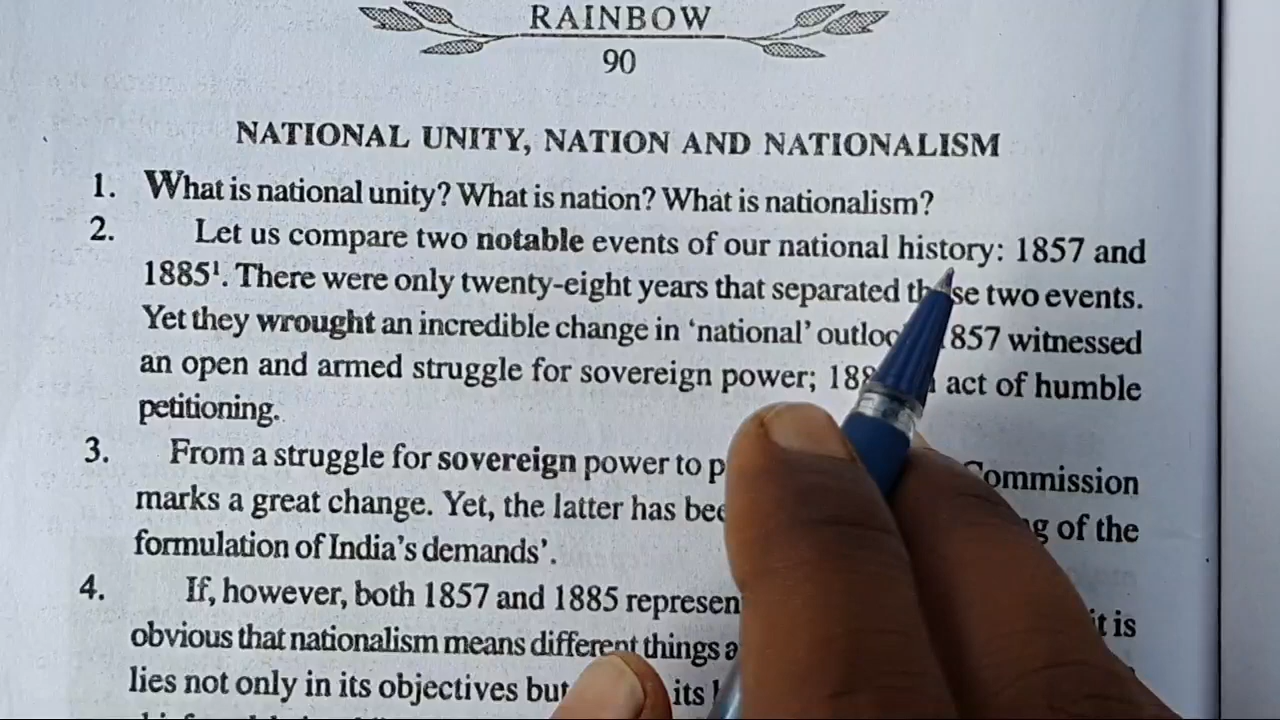 RAINBOW
90
NATIONAL UNITY, NATION AND NATIONALISM
1. What is national unity? What is nation? What is nationalism?
2. Let us compare two notable events of our national history: 1857 and
1885¹. There were only twenty-eight years that separated these two events.
Yet they wrought an incredible change in 'national' outlook 1857 witnessed
an open and armed struggle for sovereign power; act of humble
petitioning.
3. From a struggle for sovereign power to Commission
marks a great change. Yet, the latter has of the
formulation of India's demands'.
4. If, however, both 1857 and 1885 it is
obvious that nationalism means different things
lies not only in its objectives but its